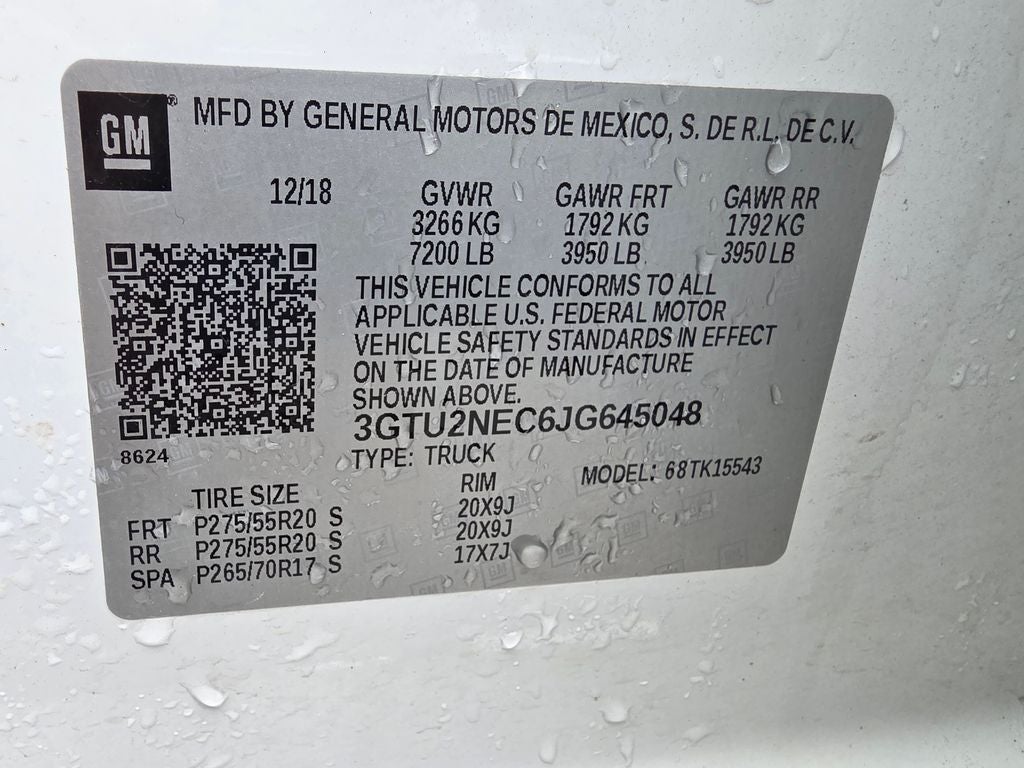 GM ® MFD BY GENERAL MOTORS DE MEXICO, S. DE R.L. DE C.V.
12/18 GVWR GAWR FRT GAWR RR
3266 KG 1792 KG 1792 KG
7200 LB 3950 LB 3950 LB
THIS VEHICLE CONFORMS TO ALL
APPLICABLE U.S. FEDERAL MOTOR
VEHICLE SAFETY STANDARDS IN EFFECT
ON THE DATE OF MANUFACTURE
SHOWN ABOVE.
3GTU2NEC6JG645048
8624 TYPE: TRUCK MODEL: 68TK15543
TIRE SIZE RIM
FRT P275/55R20 S 20X9J
RR P275/55R20 S 20X9J
SPA P265/70R17 S 17X7J